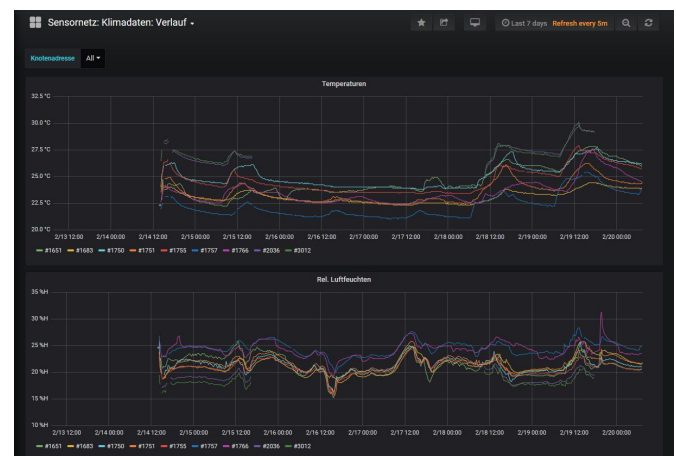 Sensornetz: Klimadaten: Verlauf
Last 7 days Refresh every 5m
Knotenadresse All
Temperaturen
32.5 °C
30.0 °C
27.5 °C
25.0 °C
22.5 °C
20.0 °C
2/13 12:00 2/14 00:00 2/14 12:00 2/15 00:00 2/15 12:00 2/16 00:00 2/16 12:00 2/17 00:00 2/17 12:00 2/18 00:00 2/18 12:00 2/19 00:00 2/19 12:00 2/20 00:00
#1651 #1683 #1750 #1751 #1755 #1757 #1766 #2036 #3012
Rel. Luftfeuchten
35 %H
30 %H
25 %H
20 %H
15 %H
10 %H
2/13 12:00 2/14 00:00 2/14 12:00 2/15 00:00 2/15 12:00 2/16 00:00 2/16 12:00 2/17 00:00 2/17 12:00 2/18 00:00 2/18 12:00 2/19 00:00 2/19 12:00 2/20 00:00
#1651 #1683 #1750 #1751 #1755 #1757 #1766 #2036 #3012